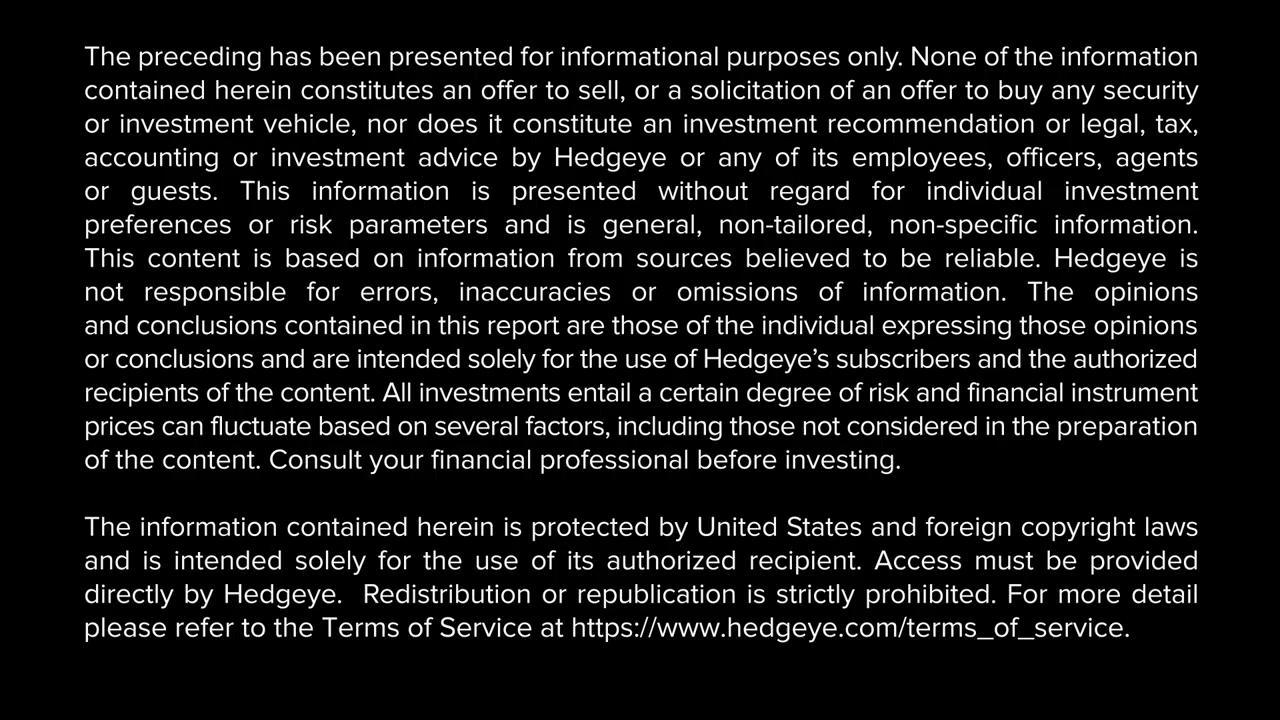 The preceding has been presented for informational purposes only. None of the information
contained herein constitutes an offer to sell, or a solicitation of an offer to buy any security
or investment vehicle, nor does it constitute an investment recommendation or legal, tax,
accounting or investment advice by Hedgeye or any of its employees, officers, agents
or guests. This information is presented without regard for individual investment
preferences or risk parameters and is general, non-tailored, non-specific information.
This content is based on information from sources believed to be reliable. Hedgeye is
not responsible for errors, inaccuracies or omissions of information. The opinions
and conclusions contained in this report are those of the individual expressing those opinions
or conclusions and are intended solely for the use of Hedgeye’s subscribers and the authorized
recipients of the content. All investments entail a certain degree of risk and financial instrument
prices can fluctuate based on several factors, including those not considered in the preparation
of the content. Consult your financial professional before investing.
The information contained herein is protected by United States and foreign copyright laws
and is intended solely for the use of its authorized recipient. Access must be provided
directly by Hedgeye.  Redistribution or republication is strictly prohibited. For more detail
please refer to the Terms of Service at https://www.hedgeye.com/terms_of_service.